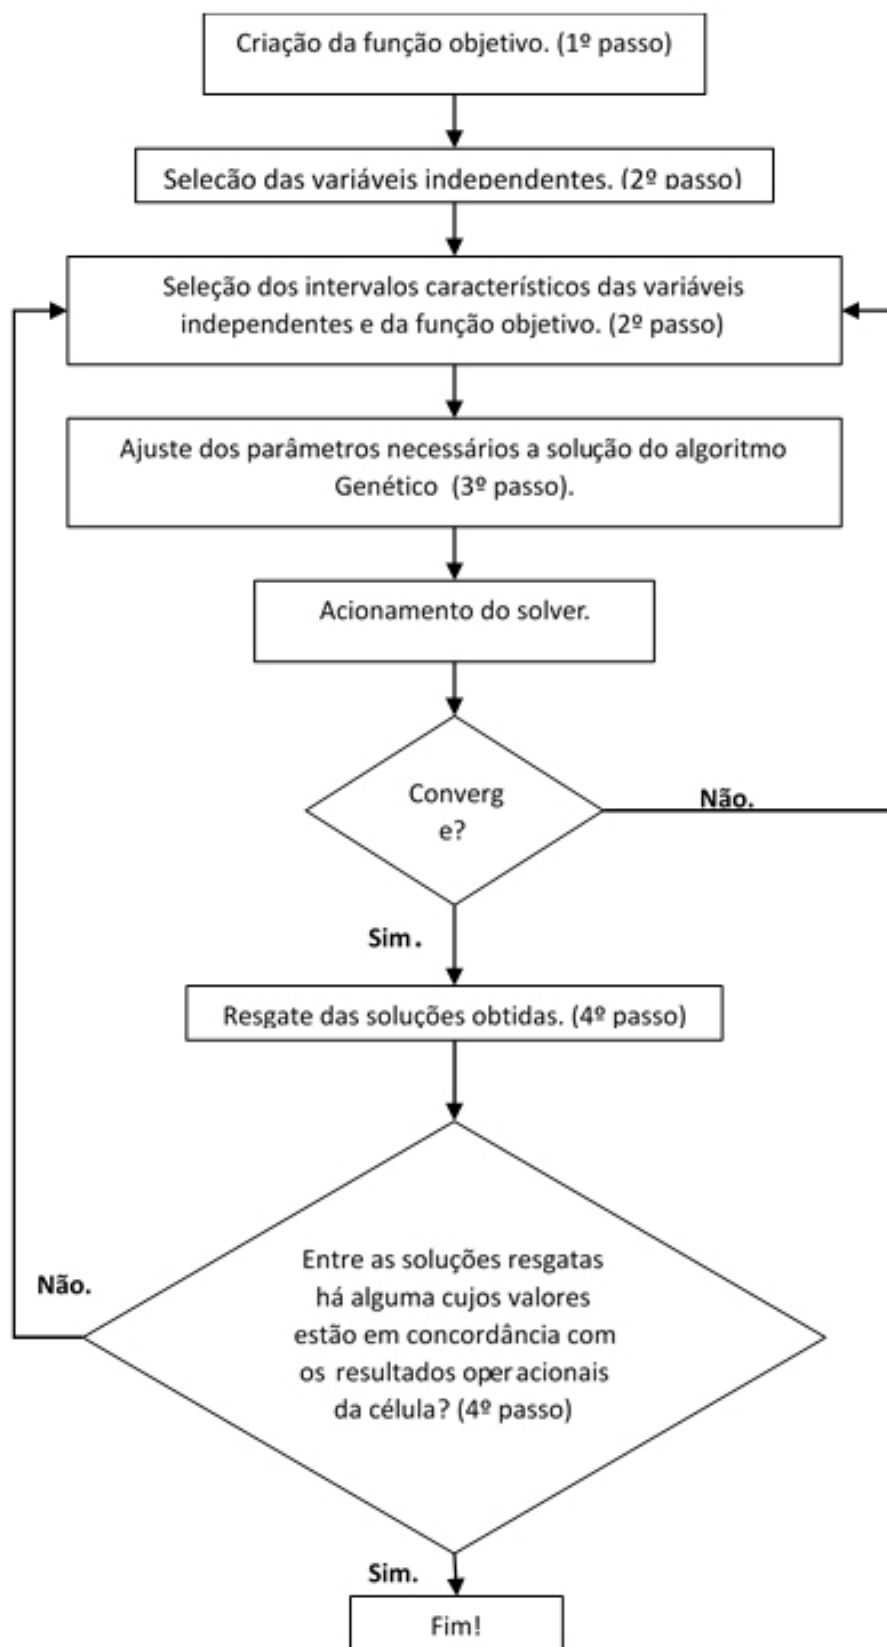 Criação da função objetivo. (1º passo)
Seleção das variáveis independentes. (2º passo)
Seleção dos intervalos característicos das variáveis
independentes e da função objetivo. (2º passo)
Ajuste dos parâmetros necessários a solução do algoritmo
Genético (3º passo).
Acionamento do solver.
Converg
e?
Não.
Sim.
Resgate das soluções obtidas. (4º passo)
Entre as soluções resgatas
há alguma cujos valores
estão em concordância com
os resultados operacionais
da célula? (4º passo)
Não.
Sim.
Fim!